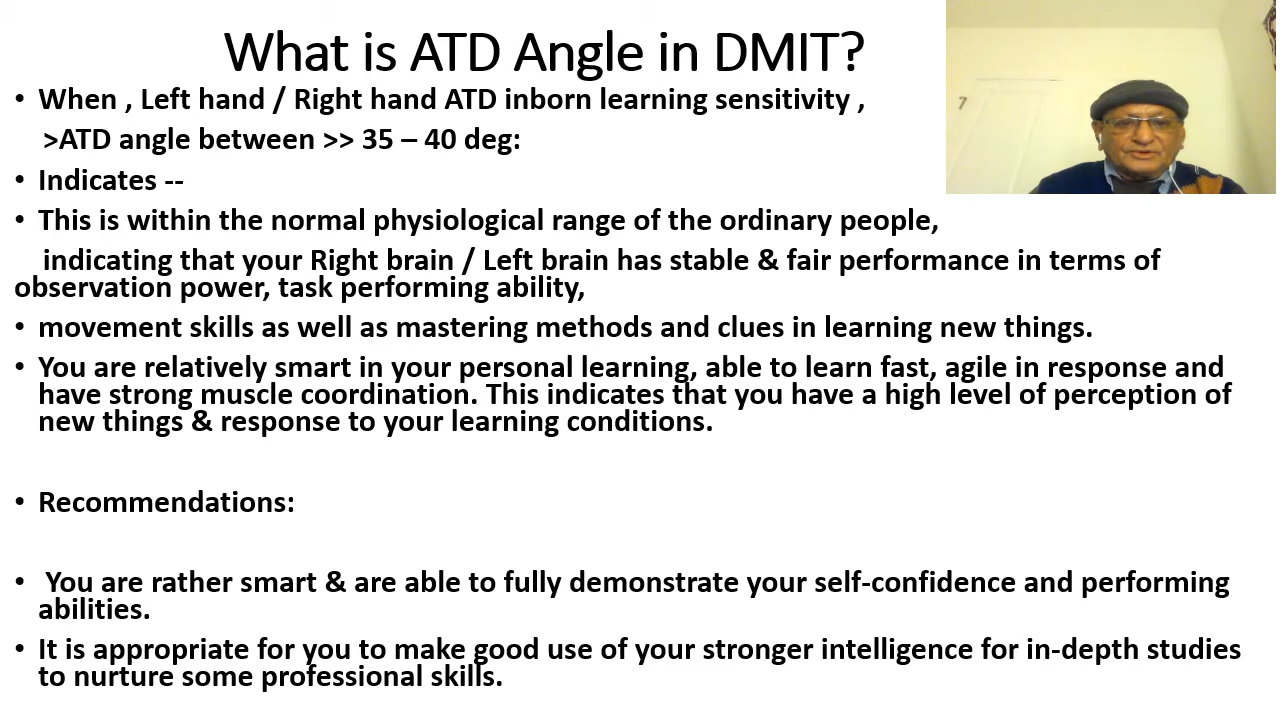 What is ATD Angle in DMIT?
• When , Left hand / Right hand ATD inborn learning sensitivity ,
>ATD angle between >> 35 – 40 deg:
• Indicates --
• This is within the normal physiological range of the ordinary people,
indicating that your Right brain / Left brain has stable & fair performance in terms of
observation power, task performing ability,
• movement skills as well as mastering methods and clues in learning new things.
• You are relatively smart in your personal learning, able to learn fast, agile in response and
have strong muscle coordination. This indicates that you have a high level of perception of
new things & response to your learning conditions.
• Recommendations:
• You are rather smart & are able to fully demonstrate your self-confidence and performing
abilities.
• It is appropriate for you to make good use of your stronger intelligence for in-depth studies
to nurture some professional skills.